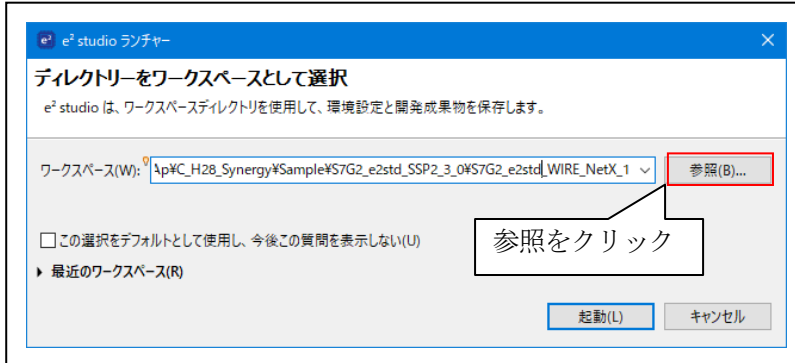 e² e² studio ランチャー
ディレクトリーをワークスペースとして選択
e² studio は、ワークスペースディレクトリを使用して、環境設定と開発成果物を保存します。
ワークスペース(W): Ap¥C_H28_Synergy¥Sample¥S7G2_e2std_SSP2_3_0¥S7G2_e2std_WIRE_NetX_1 参照(B)...
参照をクリック
この選択をデフォルトとして使用し、今後この質問を表示しない(U)
最近のワークスペース(R)
起動(L) キャンセル